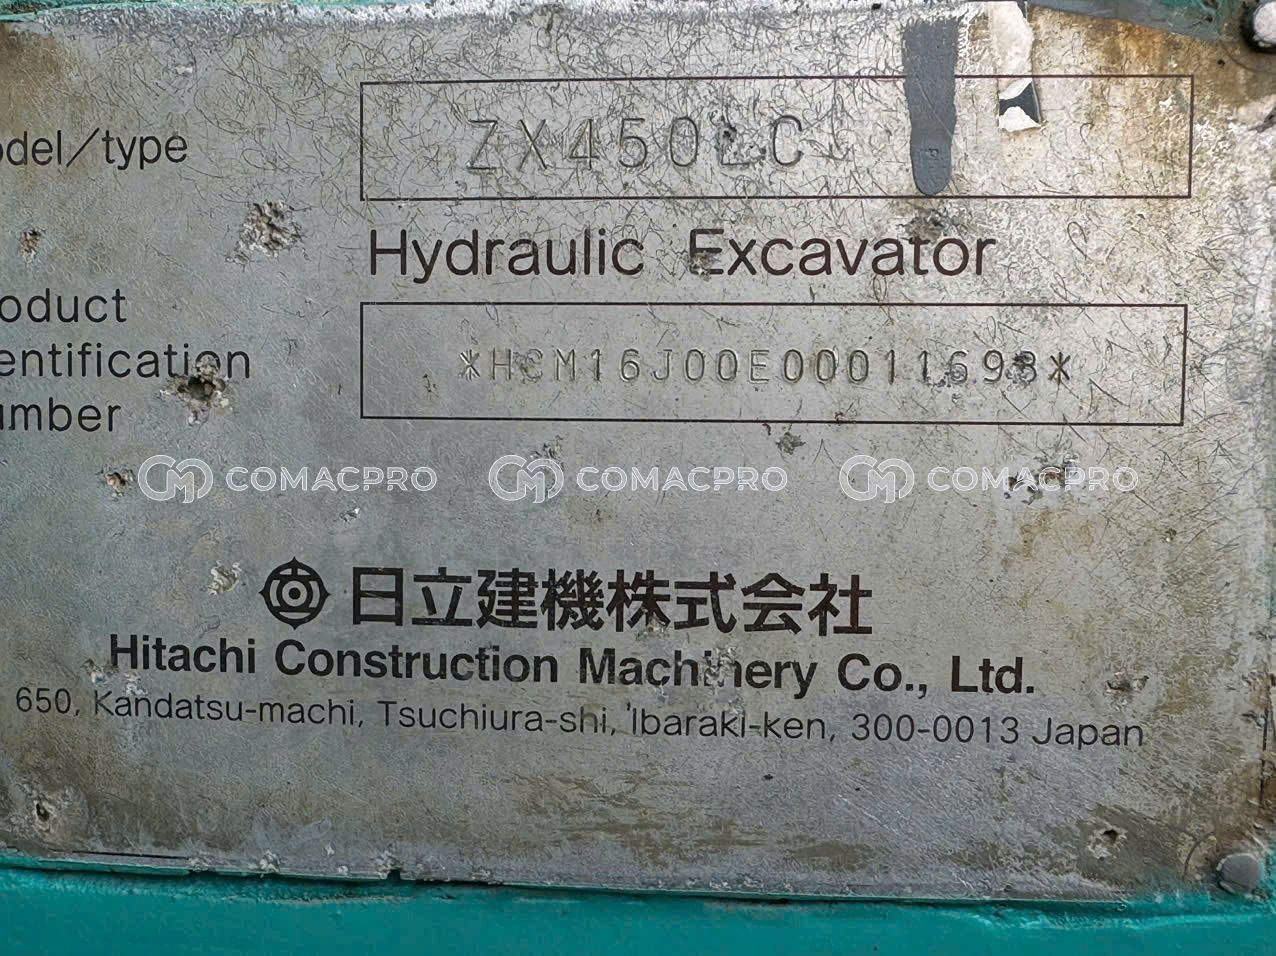 odel/type
ZX450LC
Hydraulic Excavator
oduct
entification
umber
*HCM16J00E00011693*
COMACPRO COMACPRO COMACPRO
日立建機株式会社
Hitachi Construction Machinery Co., Ltd.
650, Kandatsu-machi, Tsuchiura-shi, Ibaraki-ken, 300-0013 Japan